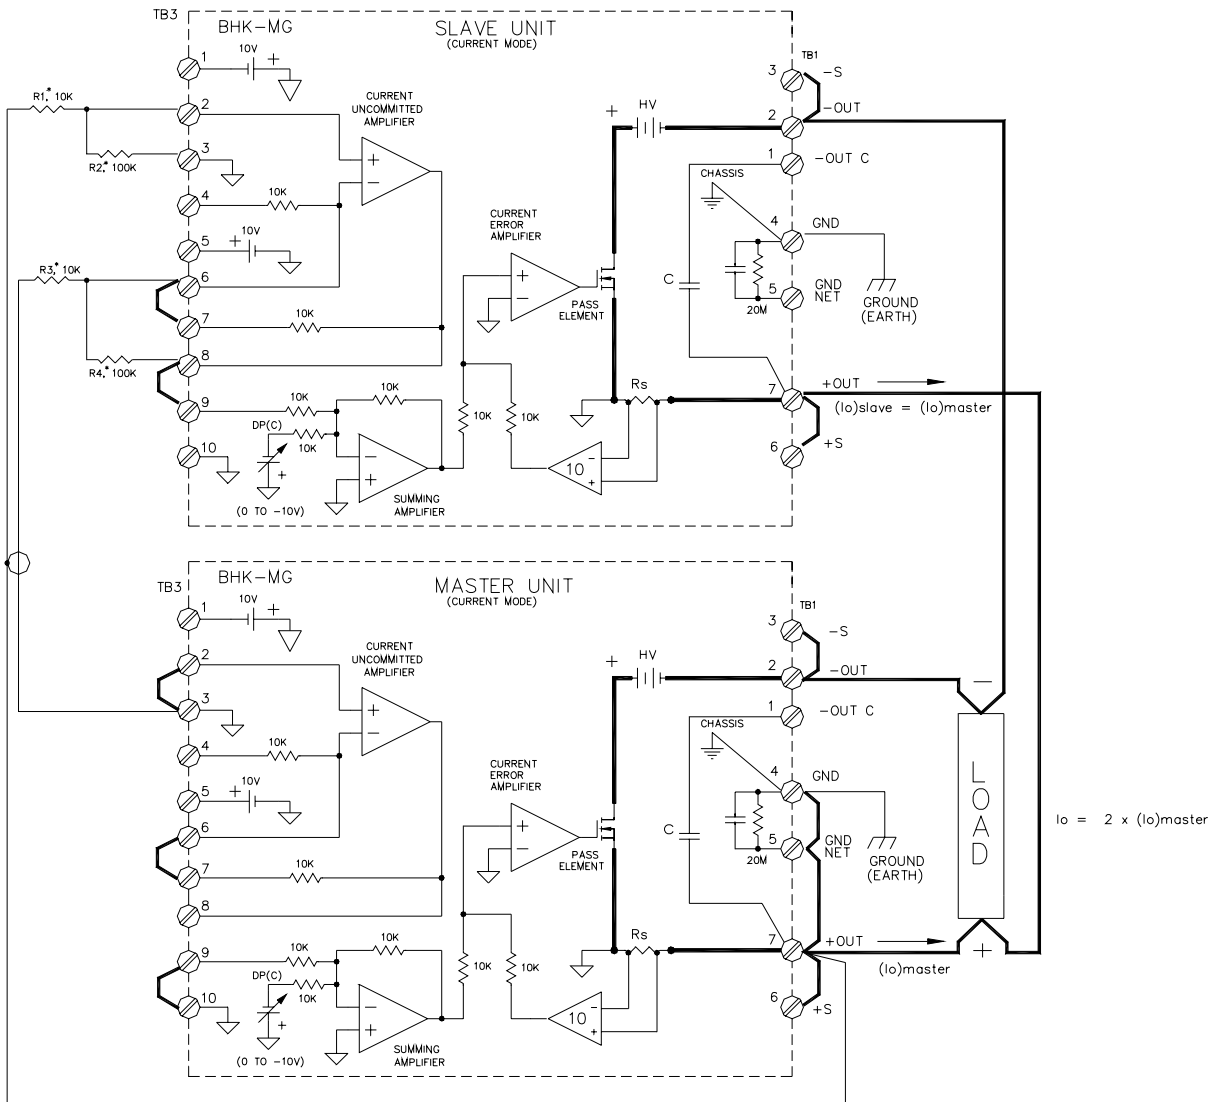 TB3
BHK-MG
SLAVE UNIT
(CURRENT MODE)
TB1
1
10V
+
2
R1,* 10K
3
R2,* 100K
4
10K
5
+
10V
6
R3,* 10K
7
10K
8
R4,* 100K
9
10K
10K
DP(C)
10K
10
+
(0 TO -10V)
CURRENT
UNCOMMITTED
AMPLIFIER
+
−
−
+
SUMMING
AMPLIFIER
CURRENT
ERROR
AMPLIFIER
+
−
PASS
ELEMENT
+
HV
10K
10K
Rs
10
-
+
C
CHASSIS
20M
3
-S
2
-OUT
1
-OUT C
4
GND
5
GND
NET
GROUND
(EARTH)
7
+OUT
(Io)slave = (Io)master
6
+S
TB3
BHK-MG
MASTER UNIT
(CURRENT MODE)
TB1
1
10V
+
2
3
4
10K
5
+
10V
6
7
10K
8
9
10K
10K
DP(C)
10K
10
+
(0 TO -10V)
CURRENT
UNCOMMITTED
AMPLIFIER
+
−
−
+
SUMMING
AMPLIFIER
CURRENT
ERROR
AMPLIFIER
+
−
PASS
ELEMENT
+
HV
10K
10K
Rs
10
-
+
C
CHASSIS
20M
3
-S
2
-OUT
1
-OUT C
4
GND
5
GND
NET
GROUND
(EARTH)
7
+OUT
(Io)master
6
+S
−
LOAD
+
Io = 2 x (Io)master